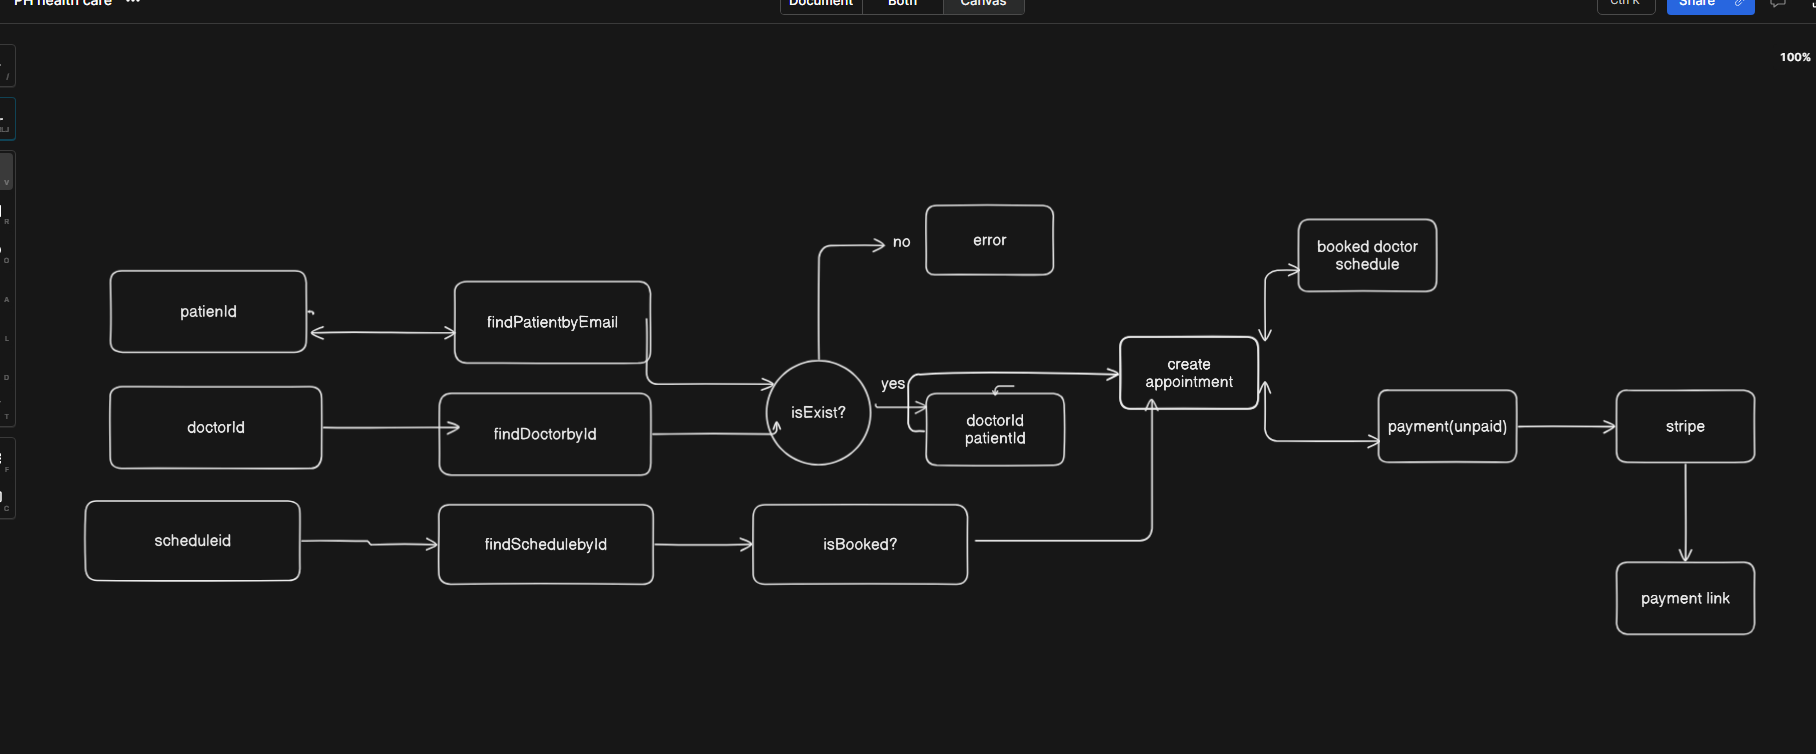 PH health care ...
Document
Both
Canvas
Ctrl K
Share
100%
no
error
booked doctor
schedule
patienId
findPatientbyEmail
create
appointment
yes
isExist?
doctorId
patientId
doctorId
findDoctorbyId
payment(unpaid)
stripe
scheduleid
findSchedulebyId
isBooked?
payment link
/
V
R
O
A
L
D
T
F
C